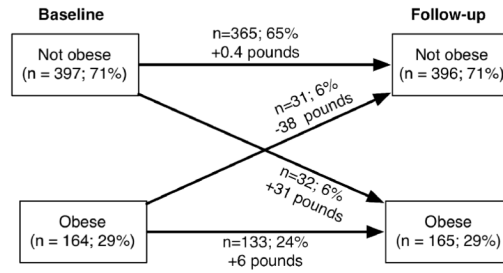 Baseline
Follow-up
Not obese
(n = 397; 71%)
n=365; 65%
+0.4 pounds
Not obese
(n = 396; 71%)
n=31; 6%
-38 pounds
n=32; 6%
+31 pounds
Obese
(n = 164; 29%)
n=133; 24%
+6 pounds
Obese
(n = 165; 29%)